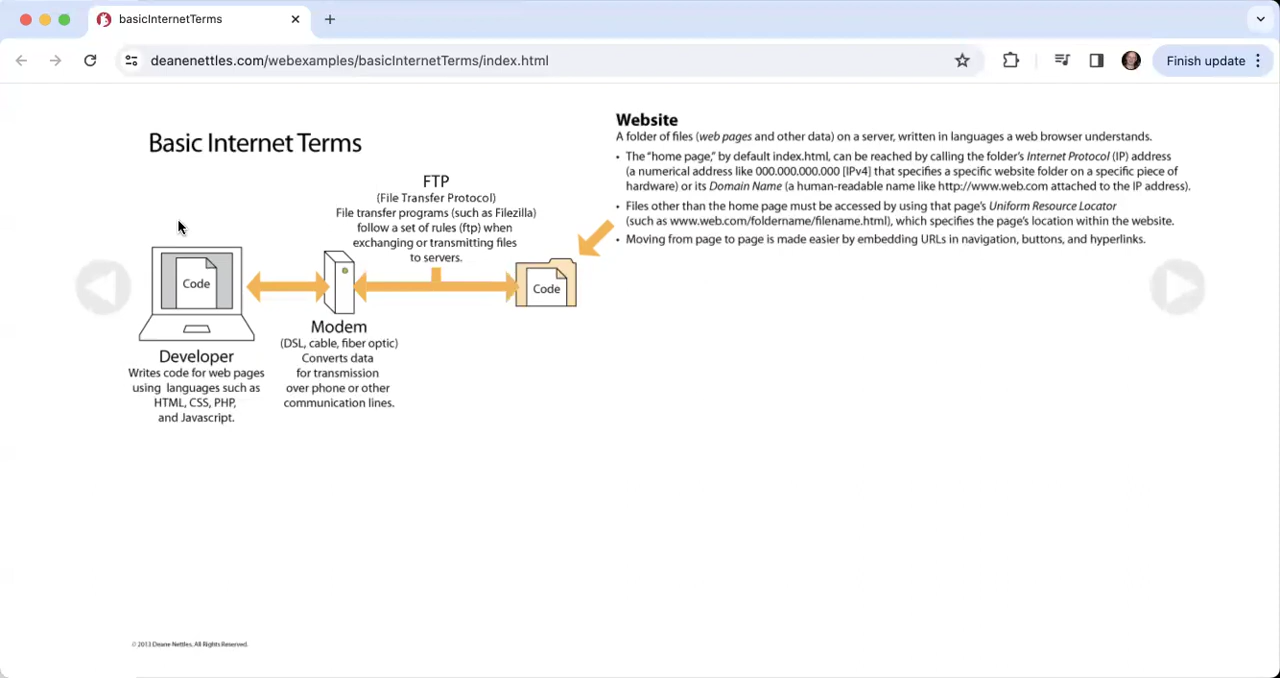 basicInternetTerms
deanenettles.com/webexamples/basicInternetTerms/index.html
Finish update
Basic Internet Terms
Website
A folder of files (web pages and other data) on a server, written in languages a web browser understands.
• The “home page,” by default index.html, can be reached by calling the folder’s Internet Protocol (IP) address
(a numerical address like 000.000.000.000 [IPv4] that specifies a specific website folder on a specific piece of
hardware) or its Domain Name (a human-readable name like http://www.web.com attached to the IP address).
• Files other than the home page must be accessed by using that page’s Uniform Resource Locator
(such as www.web.com/foldername/filename.html), which specifies the page’s location within the website.
• Moving from page to page is made easier by embedding URLs in navigation, buttons, and hyperlinks.
FTP
(File Transfer Protocol)
File transfer programs (such as Filezilla)
follow a set of rules (ftp) when
exchanging or transmitting files
to servers.
Code
Code
Developer
Writes code for web pages
using languages such as
HTML, CSS, PHP,
and Javascript.
Modem
(DSL, cable, fiber optic)
Converts data
for transmission
over phone or other
communication lines.
© 2013 Deane Nettles, All Rights Reserved.